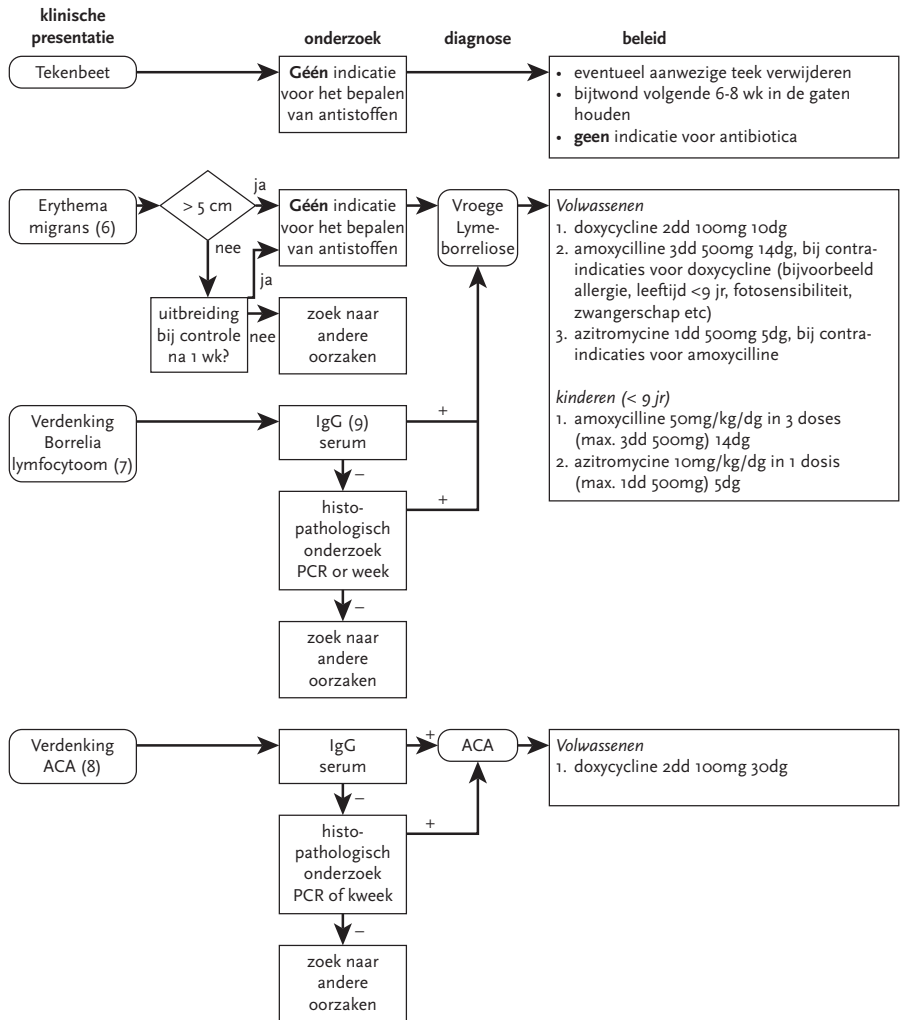 klinische
presentatie
onderzoek
diagnose
beleid
Tekenbeet
Géén indicatie
voor het bepalen
van antistoffen
• eventueel aanwezige teek verwijderen
• bijtwond volgende 6-8 wk in de gaten
houden
• geen indicatie voor antibiotica
Erythema
migrans (6)
> 5 cm
ja
nee
Géén indicatie
voor het bepalen
van antistoffen
Vroege
Lyme-
borreliose
uitbreiding
bij controle
na 1 wk?
ja
nee
zoek naar
andere
oorzaken
Volwassenen
1. doxycycline 2dd 100mg 10dg
2. amoxycilline 3dd 500mg 14dg, bij contra-
indicaties voor doxycycline (bijvoorbeeld
allergie, leeftijd <9 jr, fotosensibiliteit,
zwangerschap etc)
3. azitromycine 1dd 500mg 5dg, bij contra-
indicaties voor amoxycilline
kinderen (< 9 jr)
1. amoxycilline 50mg/kg/dg in 3 doses
(max. 3dd 500mg) 14dg
2. azitromycine 10mg/kg/dg in 1 dosis
(max. 1dd 500mg) 5dg
Verdenking
Borrelia
lymfocytoom (7)
IgG (9)
serum
+
–
histo-
pathologisch
onderzoek
PCR or week
+
–
zoek naar
andere
oorzaken
Verdenking
ACA (8)
IgG
serum
+
ACA
Volwassenen
1. doxycycline 2dd 100mg 30dg
–
histo-
pathologisch
onderzoek
PCR of kweek
+
–
zoek naar
andere
oorzaken